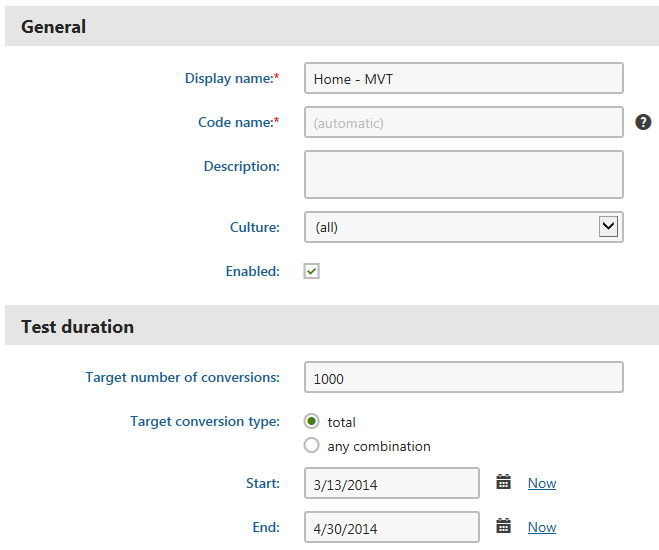 General
Display name:* Home - MVT
Code name:* (automatic) ?
Description:
Culture: (all)
Enabled:
Test duration
Target number of conversions: 1000
Target conversion type: total
any combination
Start: 3/13/2014 Now
End: 4/30/2014 Now